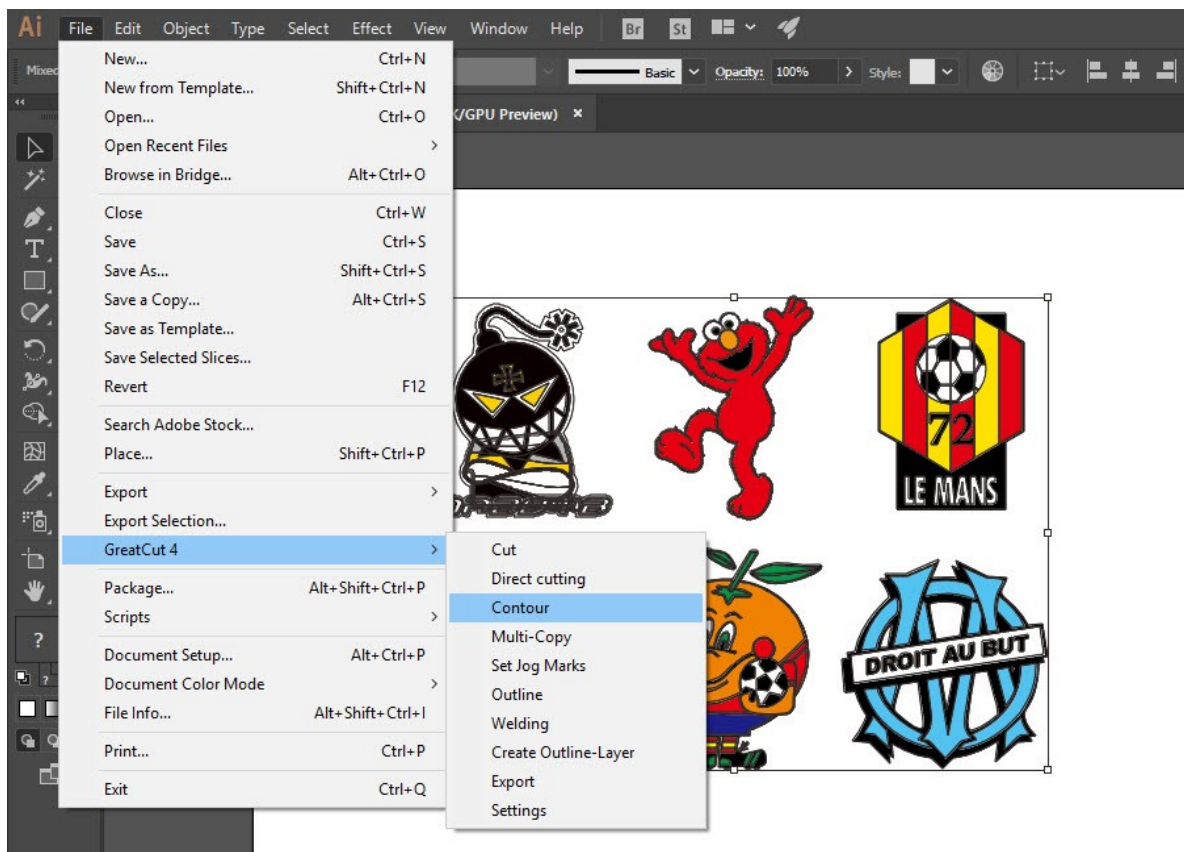 Ai File Edit Object Type Select Effect View Window Help Br St
Mixed Basic Opacity: 100% Style:
/GPU Preview) ×
New... Ctrl+N
New from Template... Shift+Ctrl+N
Open... Ctrl+O
Open Recent Files
Browse in Bridge... Alt+Ctrl+O
Close Ctrl+W
Save Ctrl+S
Save As... Shift+Ctrl+S
Save a Copy... Alt+Ctrl+S
Save as Template...
Save Selected Slices...
Revert F12
Search Adobe Stock...
Place... Shift+Ctrl+P
Export
Export Selection...
GreatCut 4
Package... Alt+Shift+Ctrl+P
Scripts
Document Setup... Alt+Ctrl+P
Document Color Mode
File Info... Alt+Shift+Ctrl+I
Print... Ctrl+P
Exit Ctrl+Q
Cut
Direct cutting
Contour
Multi-Copy
Set Jog Marks
Outline
Welding
Create Outline-Layer
Export
Settings
72
LE MANS
DROIT AU BUT